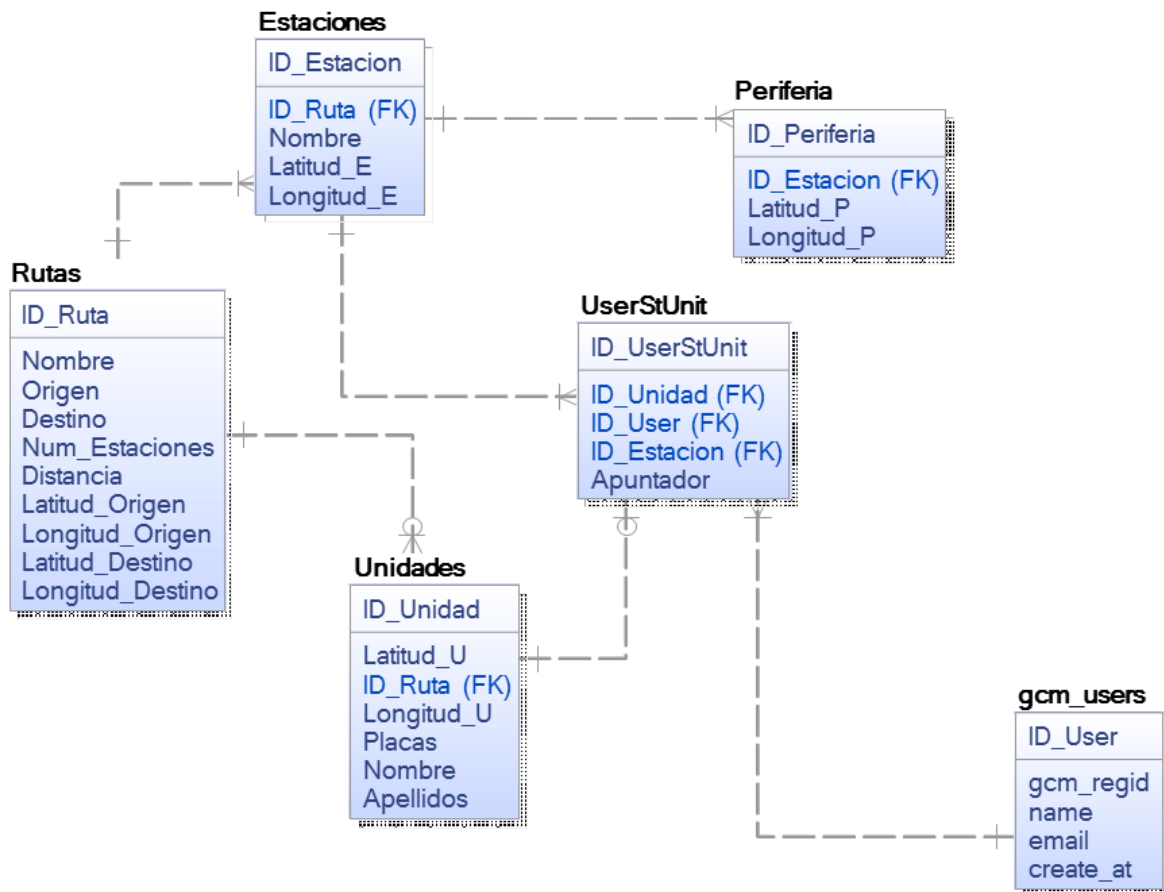 Estaciones
ID_Estacion
ID_Ruta (FK)
Nombre
Latitud_E
Longitud_E
Periferia
ID_Periferia
ID_Estacion (FK)
Latitud_P
Longitud_P
Rutas
ID_Ruta
Nombre
Origen
Destino
Num_Estaciones
Distancia
Latitud_Origen
Longitud_Origen
Latitud_Destino
Longitud_Destino
UserStUnit
ID_UserStUnit
ID_Unidad (FK)
ID_User (FK)
ID_Estacion (FK)
Apuntador
Unidades
ID_Unidad
Latitud_U
ID_Ruta (FK)
Longitud_U
Placas
Nombre
Apellidos
gcm_users
ID_User
gcm_regid
name
email
create_at